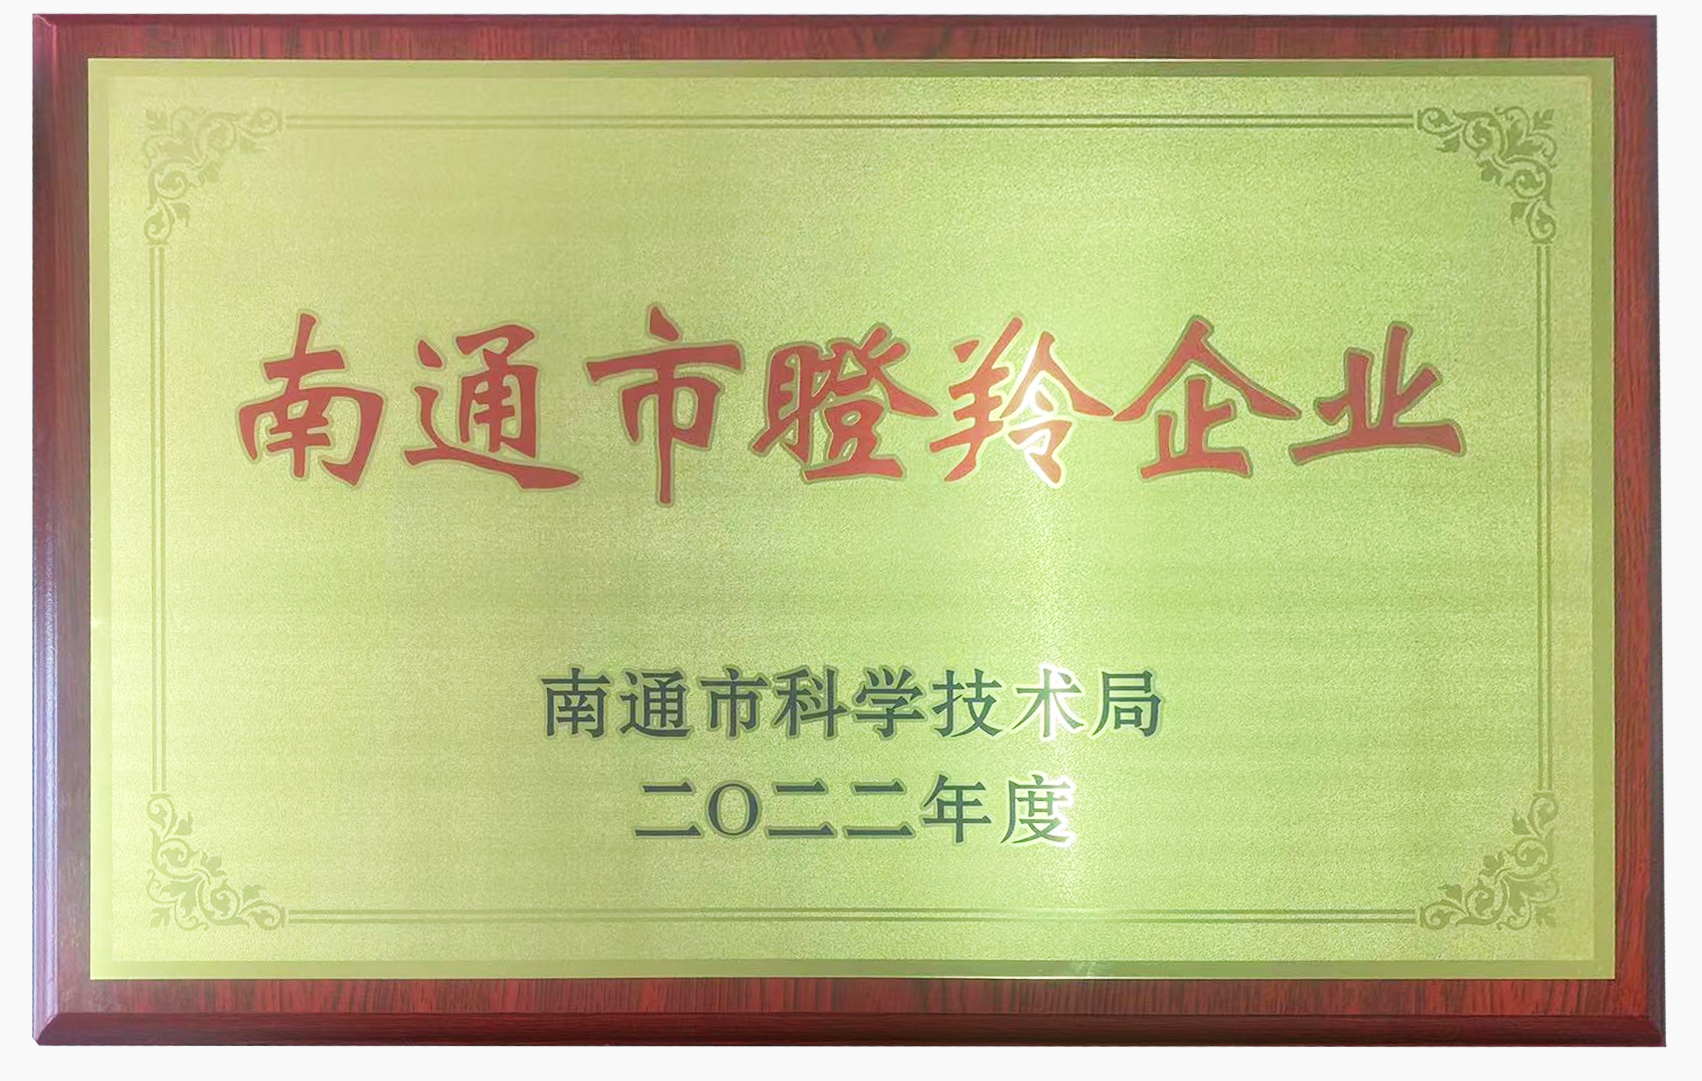 南通市瞪羚企业
南通市科学技术局
二O二二年度